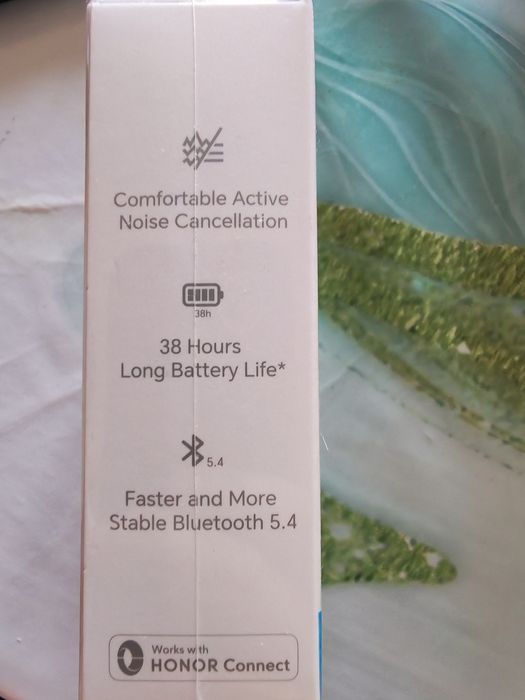 Comfortable Active
Noise Cancellation
38h
38 Hours
Long Battery Life*
5.4
Faster and More
Stable Bluetooth 5.4
Works with
HONOR Connect